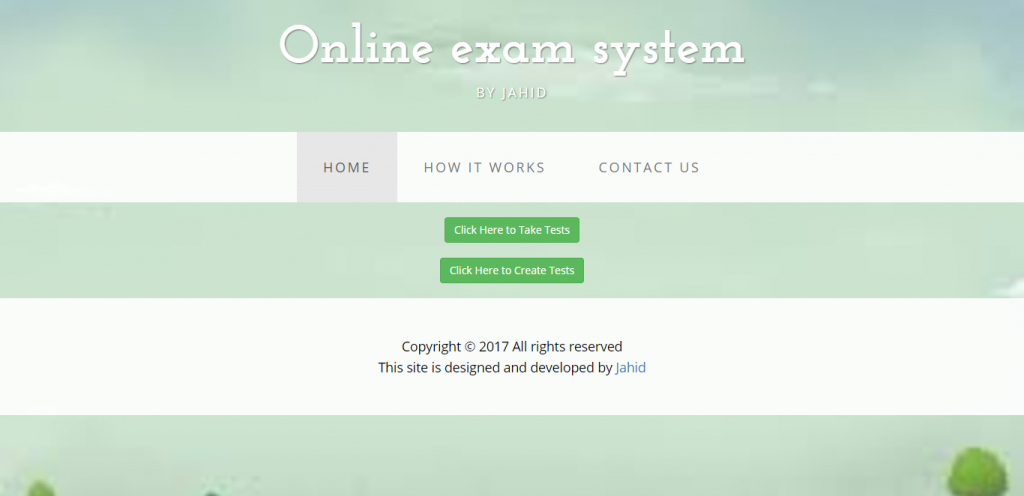 Online exam system
BY JAHID
HOME HOW IT WORKS CONTACT US
Click Here to Take Tests
Click Here to Create Tests
Copyright © 2017 All rights reserved
This site is designed and developed by Jahid